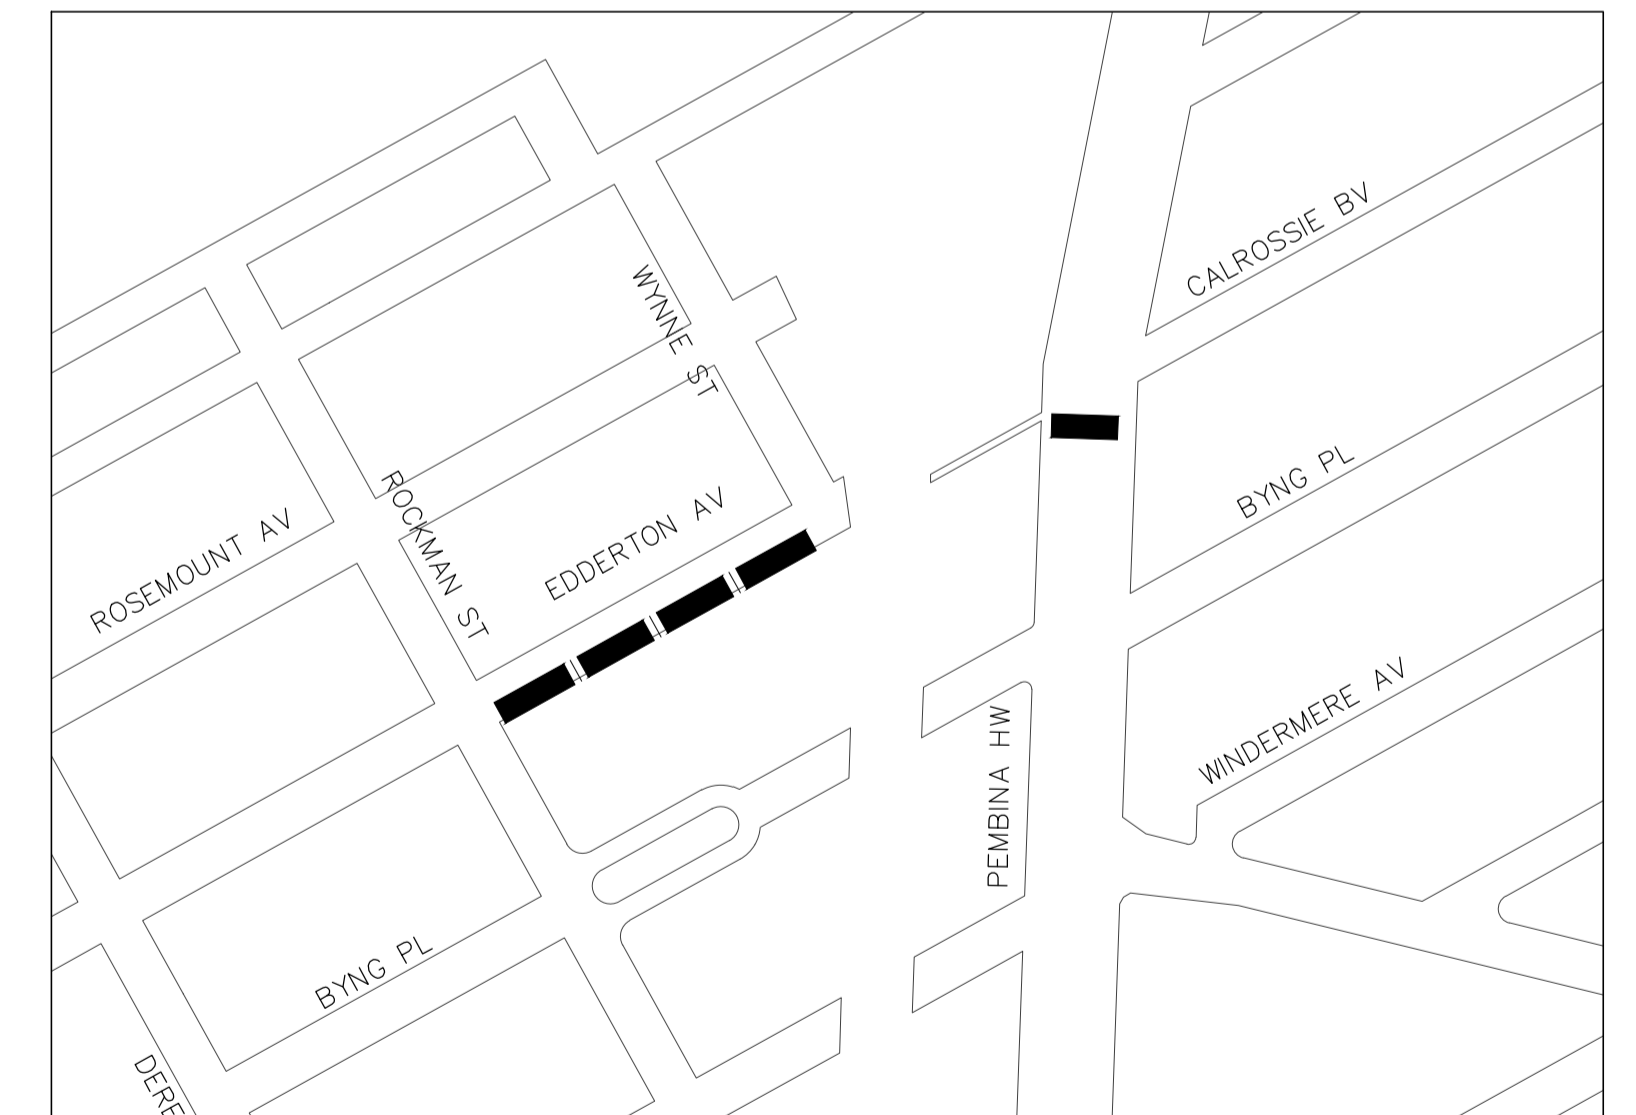 CALROSSIE BV
WYNNE ST
BYNG PL
ROCKMAN ST
EDDERTON AV
ROSEMOUNT AV
WINDERMERE AV
PEMBINA HW
BYNG PL